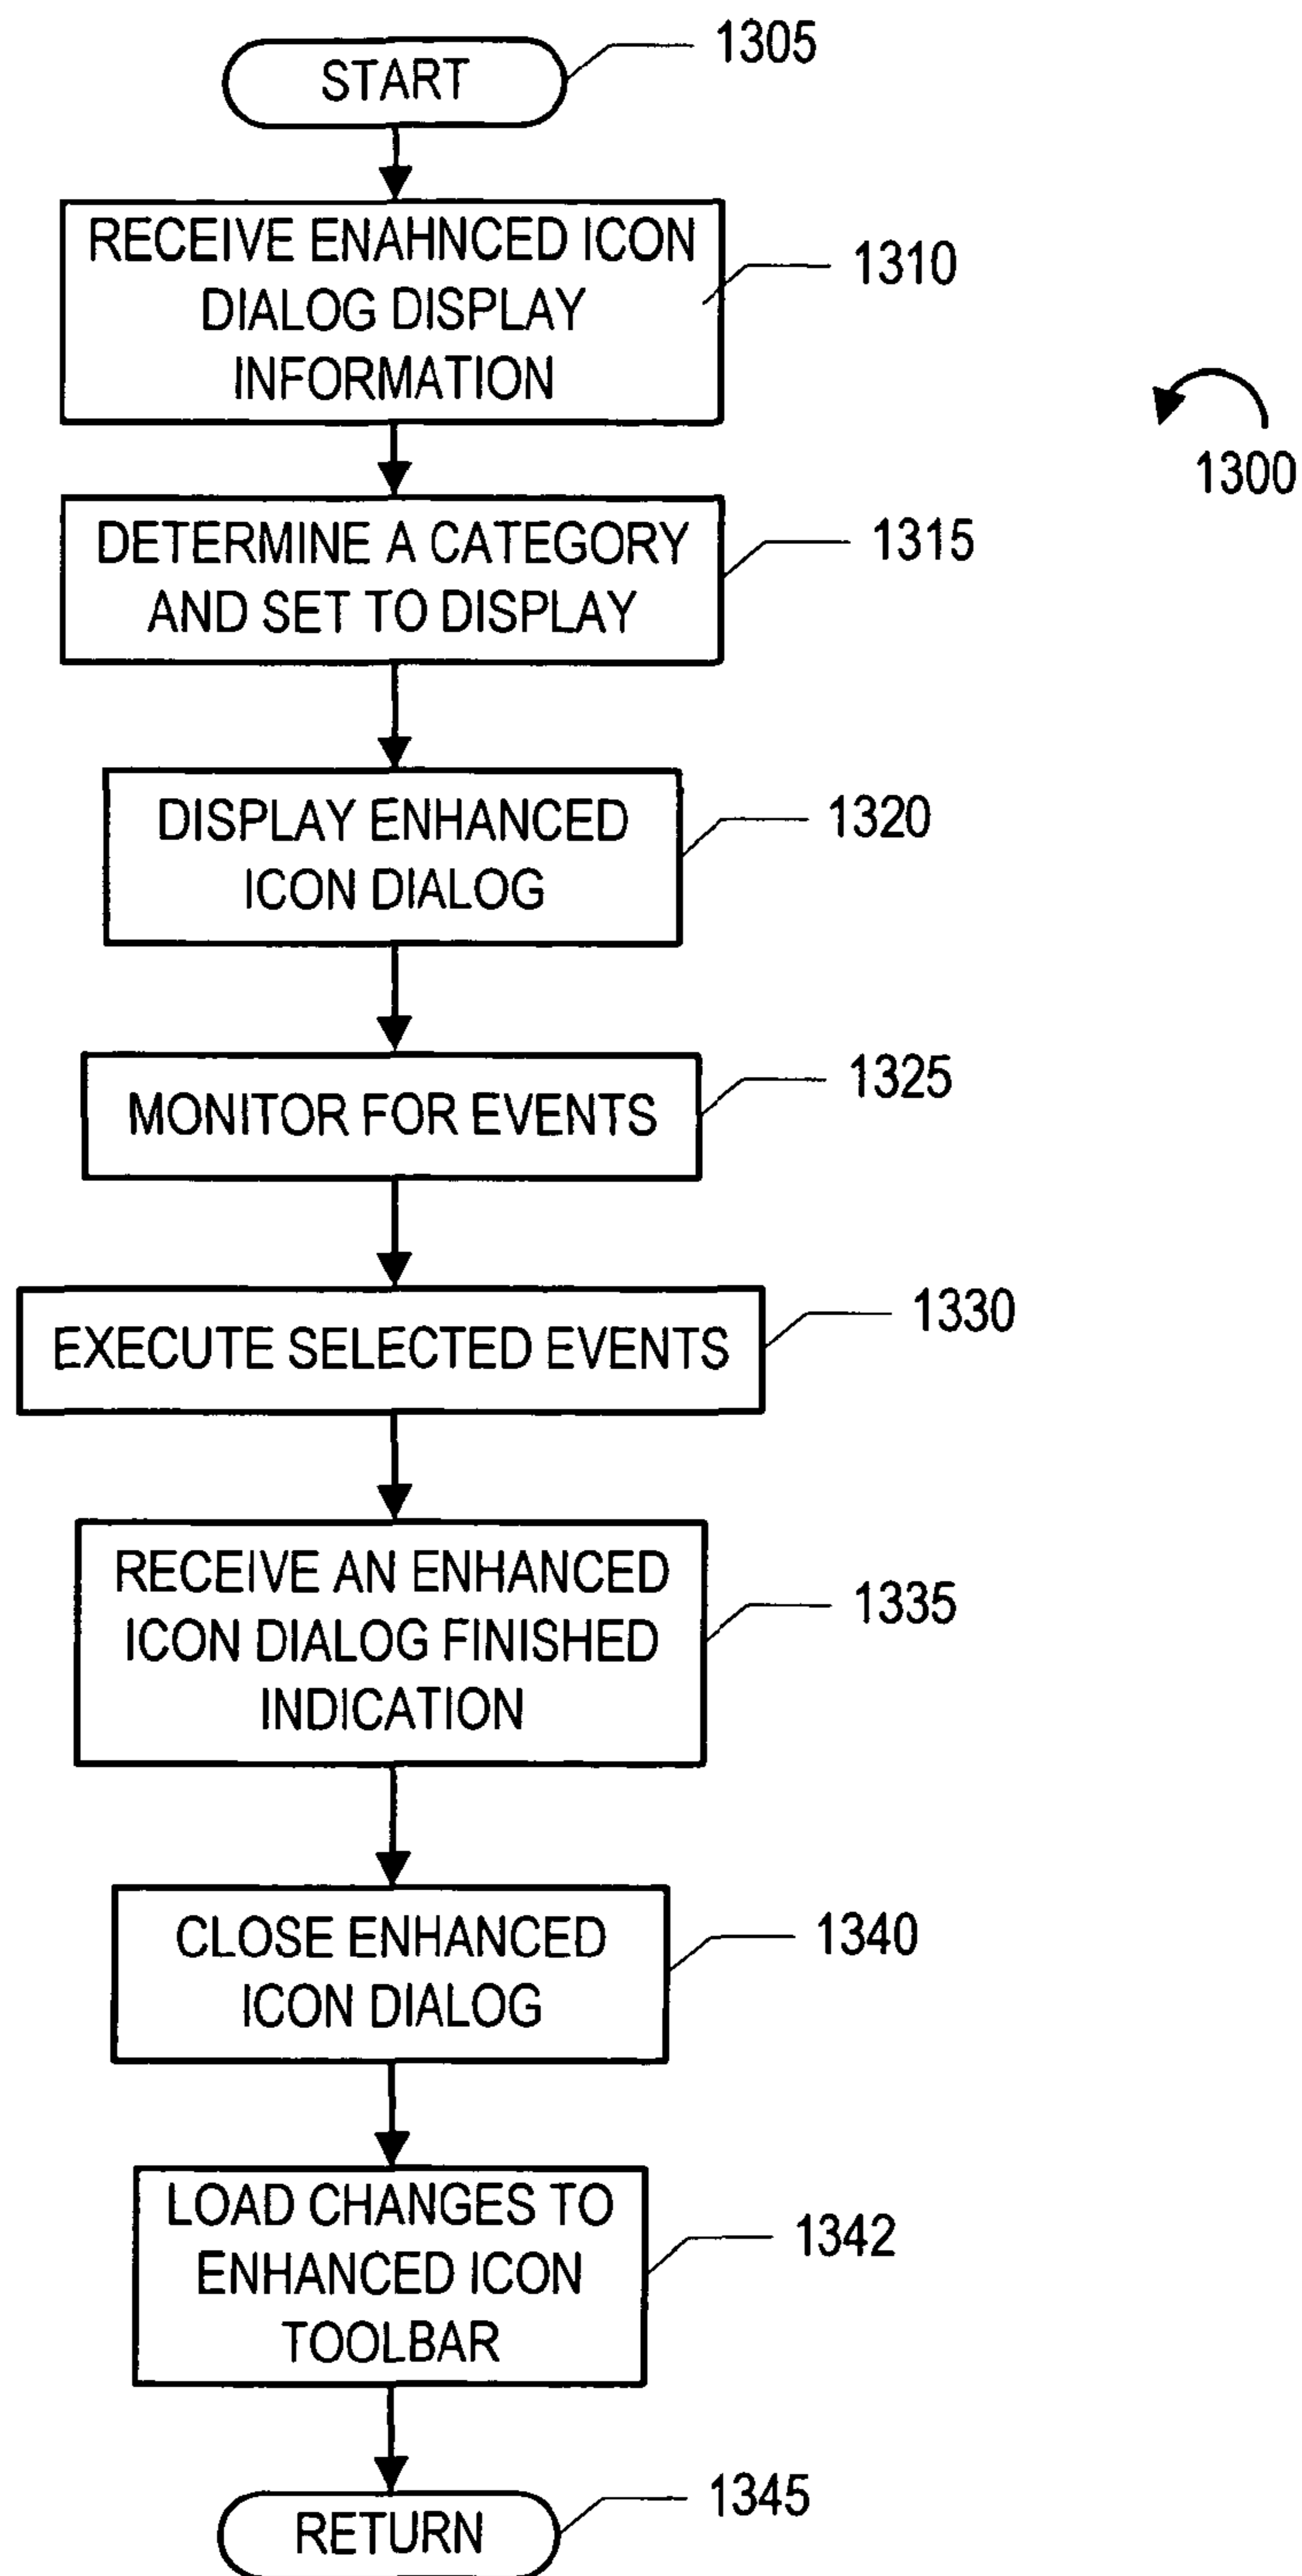 START
1305
RECEIVE ENAHNCED ICON
DIALOG DISPLAY
INFORMATION
1310
1300
DETERMINE A CATEGORY
AND SET TO DISPLAY
1315
DISPLAY ENHANCED
ICON DIALOG
1320
MONITOR FOR EVENTS
1325
EXECUTE SELECTED EVENTS
1330
RECEIVE AN ENHANCED
ICON DIALOG FINISHED
INDICATION
1335
CLOSE ENHANCED
ICON DIALOG
1340
LOAD CHANGES TO
ENHANCED ICON
TOOLBAR
1342
RETURN
1345